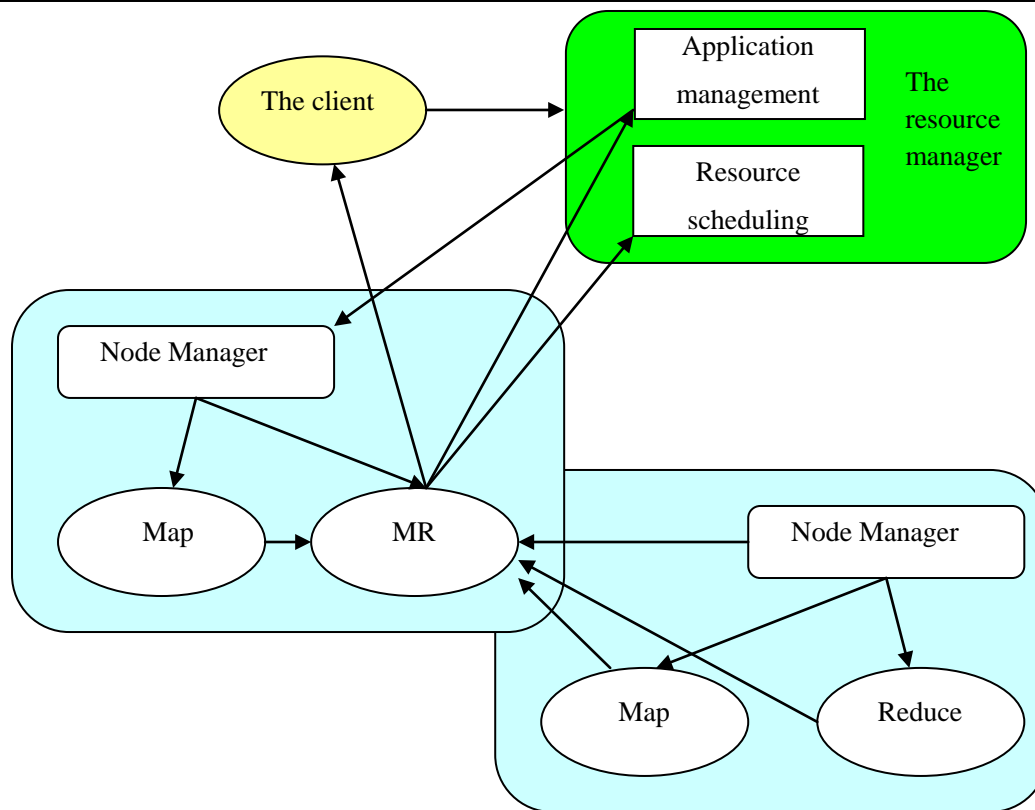 Application
management
The client
The
resource
manager
Resource
scheduling
Node Manager
Map
MR
Node Manager
Map
Reduce